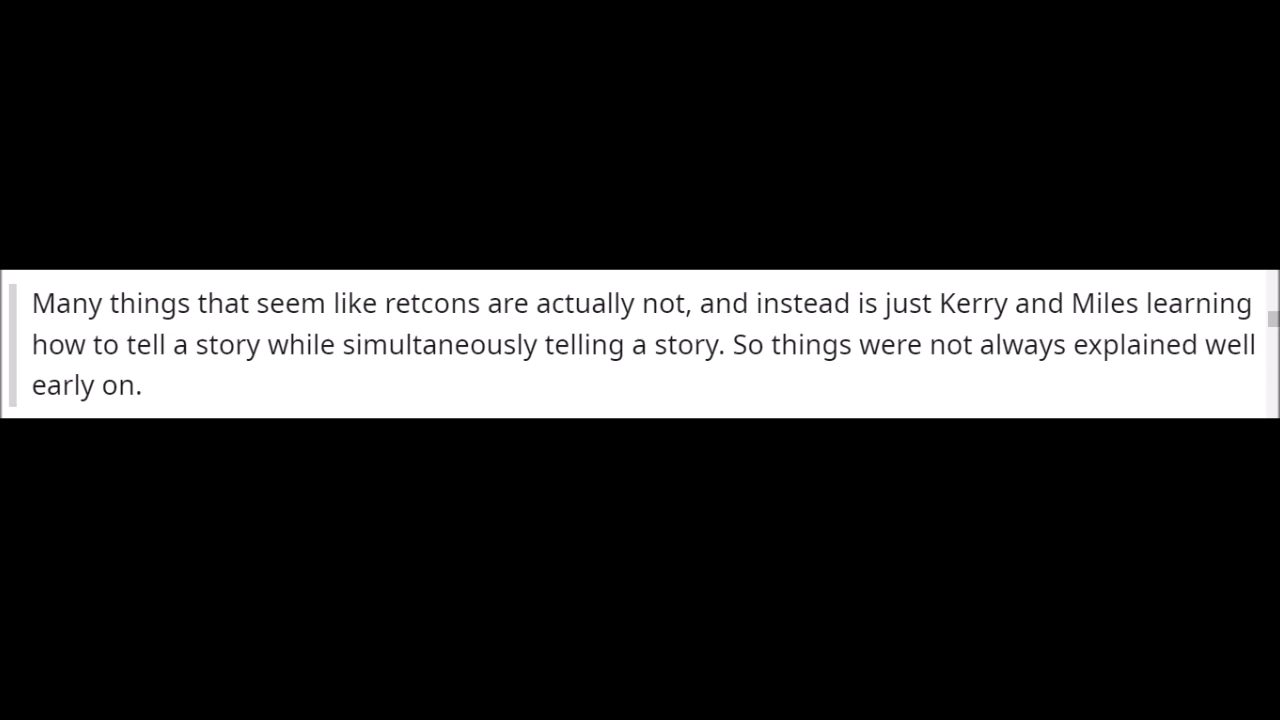 Many things that seem like retcons are actually not, and instead is just Kerry and Miles learning
how to tell a story while simultaneously telling a story. So things were not always explained well
early on.